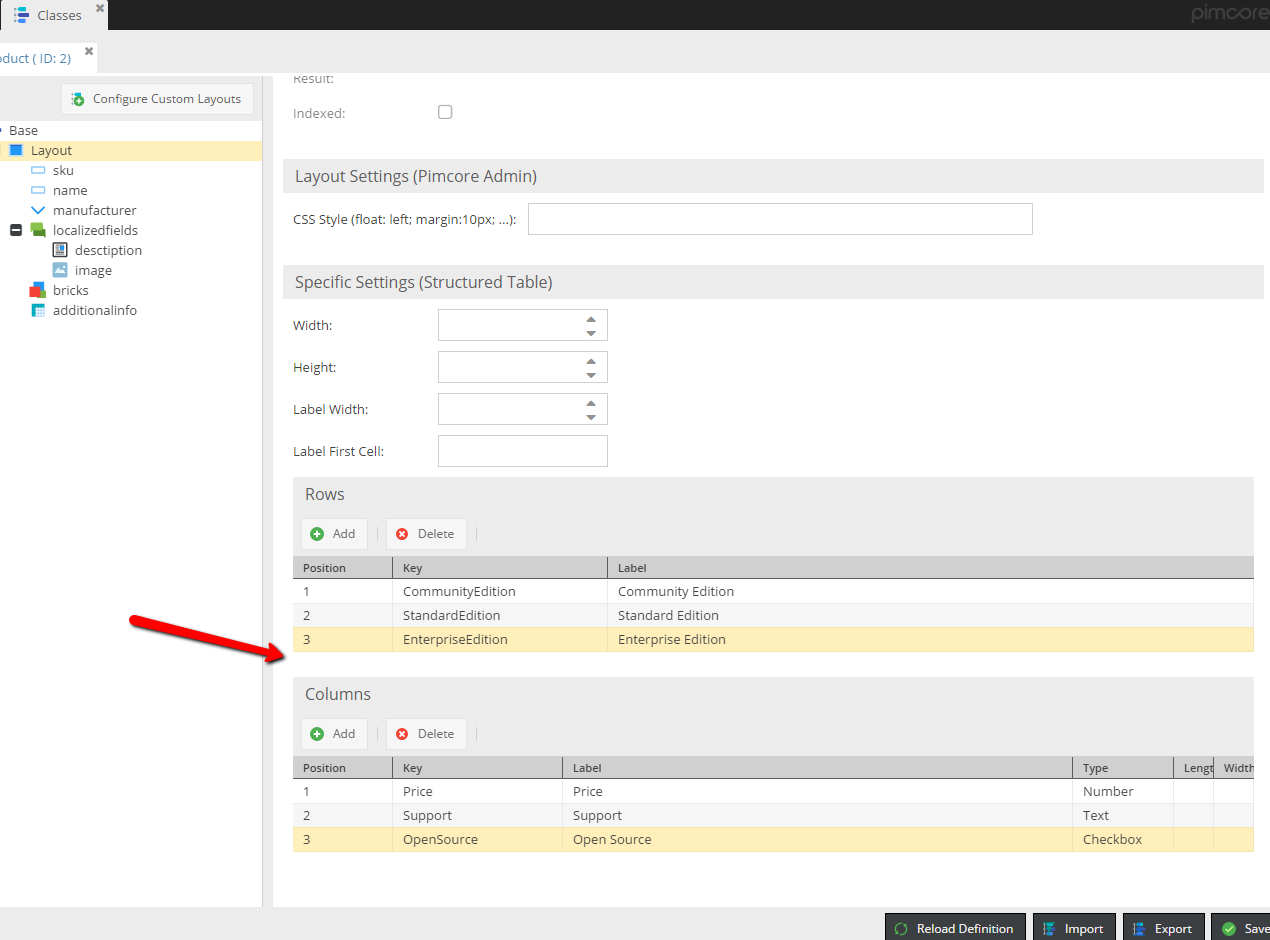 Classes
pimcore
oduct ( ID: 2)
Configure Custom Layouts
Base
Layout
sku
name
manufacturer
localizedfields
desctiption
image
bricks
additionalinfo
Result:
Indexed:
Layout Settings (Pimcore Admin)
CSS Style (float: left; margin:10px; ...):
Specific Settings (Structured Table)
Width:
Height:
Label Width:
Label First Cell:
Rows
Add Delete
Position Key Label
1 CommunityEdition Community Edition
2 StandardEdition Standard Edition
3 EnterpriseEdition Enterprise Edition
Columns
Add Delete
Position Key Label Type Lengt Width
1 Price Price Number
2 Support Support Text
3 OpenSource Open Source Checkbox
Reload Definition Import Export Save